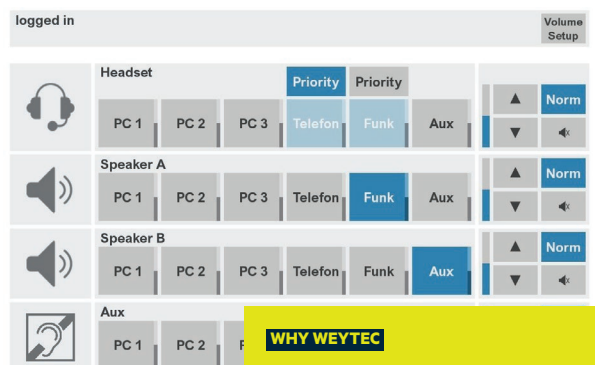 logged in
Volume
Setup
Headset
Priority Priority
PC 1 PC 2 PC 3 Telefon Funk Aux
Norm
Speaker A
PC 1 PC 2 PC 3 Telefon Funk Aux
Norm
Speaker B
PC 1 PC 2 PC 3 Telefon Funk Aux
Norm
Aux
PC 1 PC 2
WHY WEYTEC